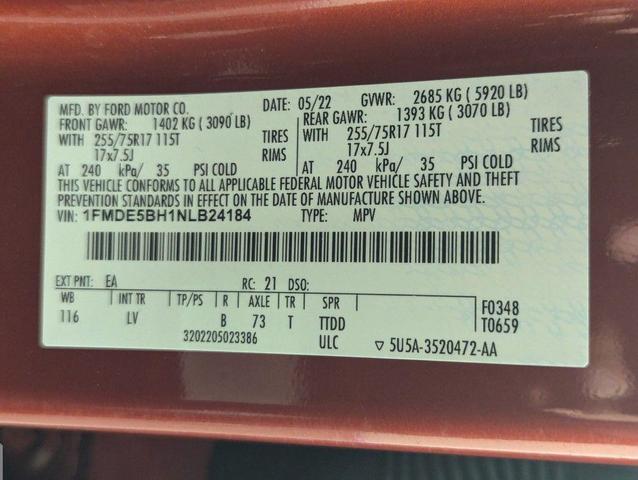 MFD. BY FORD MOTOR CO. DATE: 05/22 GVWR: 2685 KG ( 5920 LB)
FRONT GAWR: 1402 KG ( 3090 LB) REAR GAWR: 1393 KG ( 3070 LB)
WITH 255/75R17 115T TIRES WITH 255/75R17 115T TIRES
17x7.5J RIMS 17x7.5J RIMS
AT 240 kPa/ 35 PSI COLD AT 240 kPa/ 35 PSI COLD
THIS VEHICLE CONFORMS TO ALL APPLICABLE FEDERAL MOTOR VEHICLE SAFETY AND THEFT
PREVENTION STANDARDS IN EFFECT ON THE DATE OF MANUFACTURE SHOWN ABOVE.
VIN: 1FMDE5BH1NLB24184 TYPE: MPV
EXT PNT: EA RC: 21 DSO:
WB INT TR TP/PS R AXLE TR SPR F0348
116 LV B 73 T TTDD T0659
3202205023386 ULC ▽ 5U5A-3520472-AA